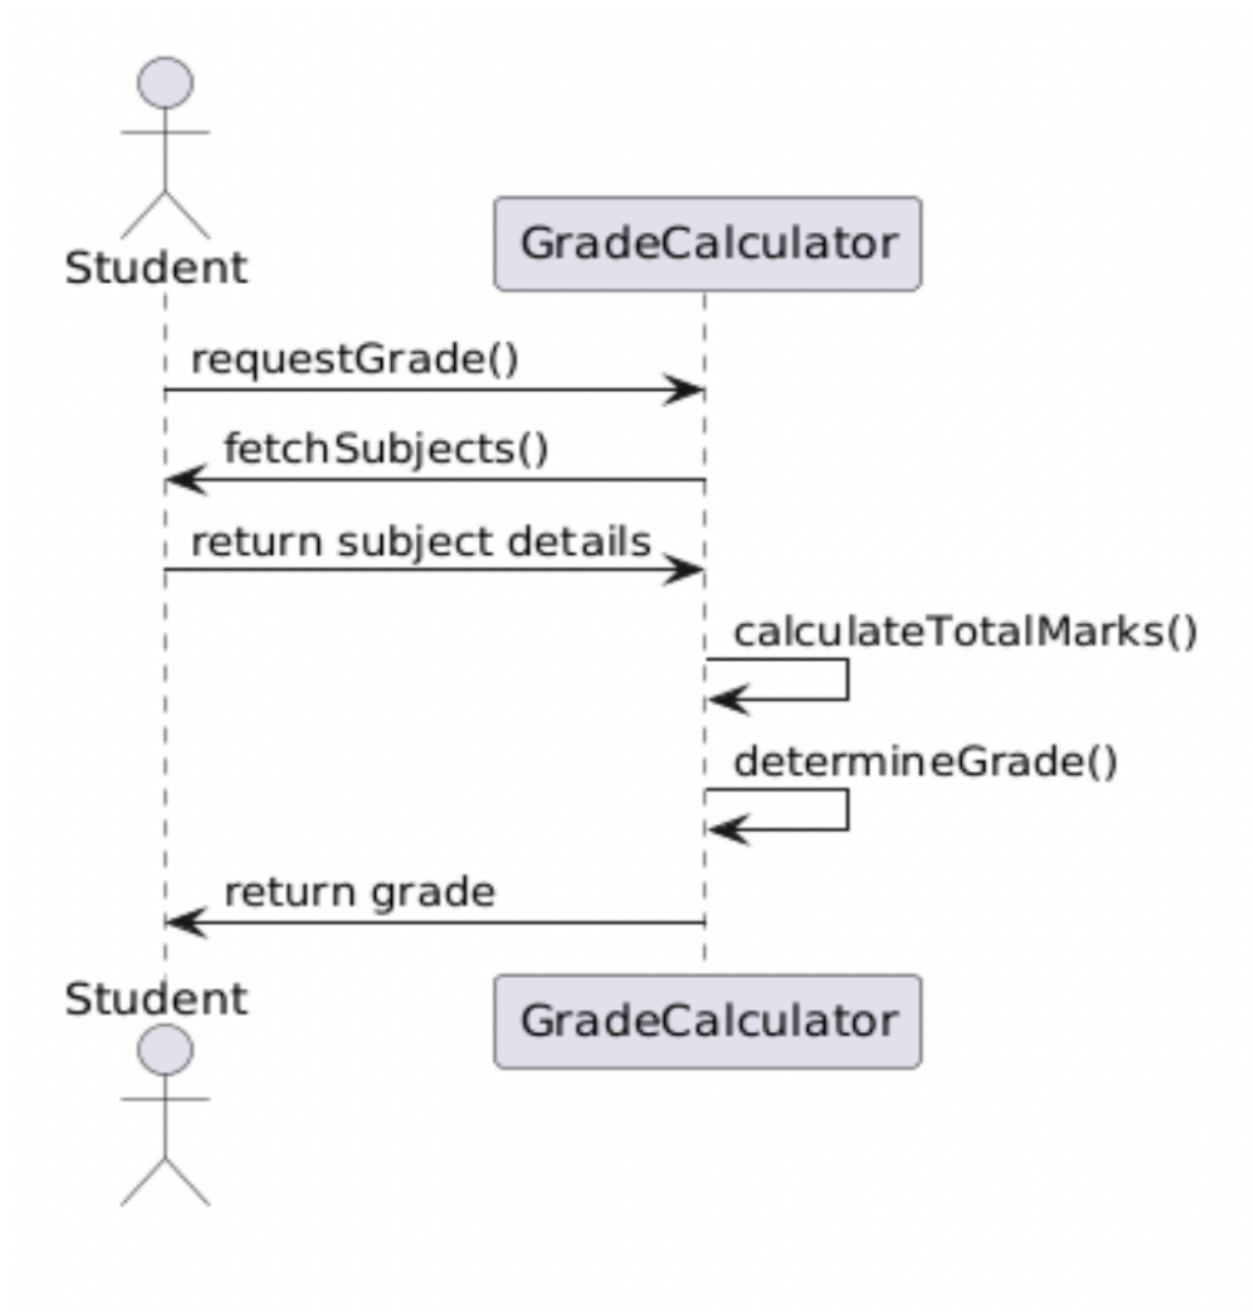 Student
GradeCalculator
requestGrade()
fetchSubjects()
return subject details
calculateTotalMarks()
determineGrade()
return grade
Student
GradeCalculator